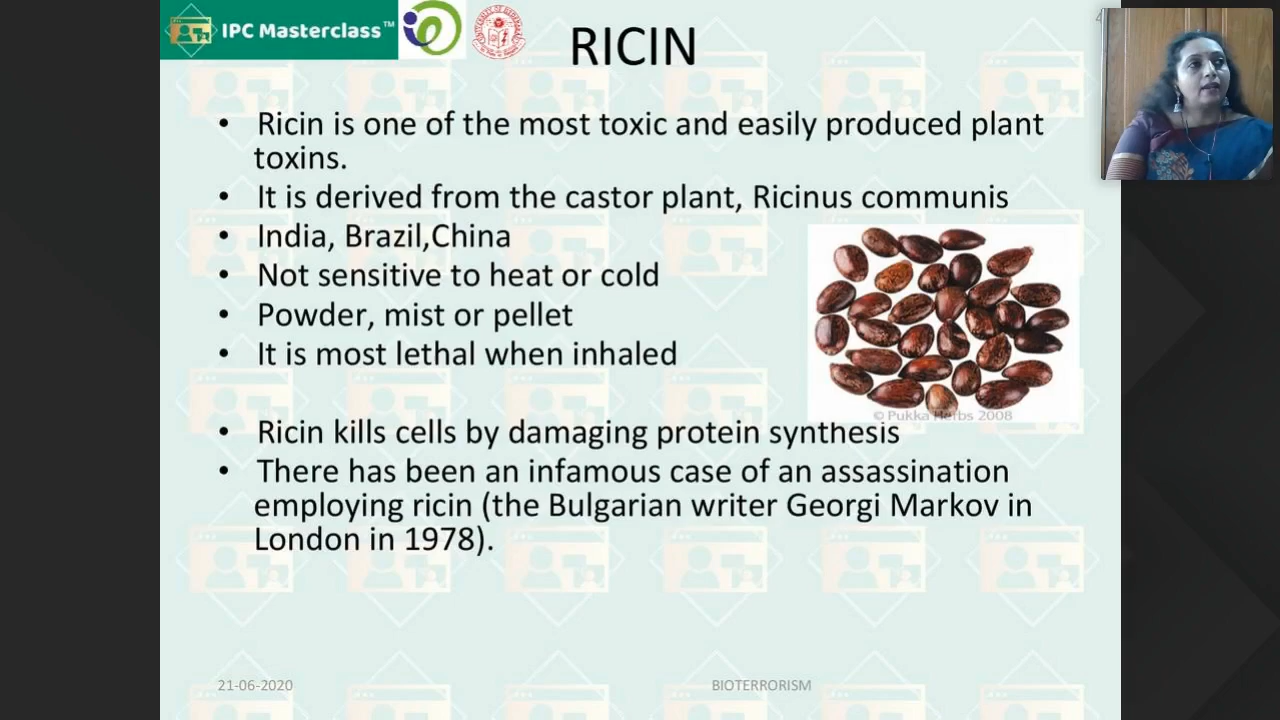 IPC Masterclass™
RICIN
4
• Ricin is one of the most toxic and easily produced plant
toxins.
• It is derived from the castor plant, Ricinus communis
• India, Brazil,China
• Not sensitive to heat or cold
• Powder, mist or pellet
• It is most lethal when inhaled
© Pukka Herbs 2008
• Ricin kills cells by damaging protein synthesis
• There has been an infamous case of an assassination
employing ricin (the Bulgarian writer Georgi Markov in
London in 1978).
21-06-2020
BIOTERRORISM